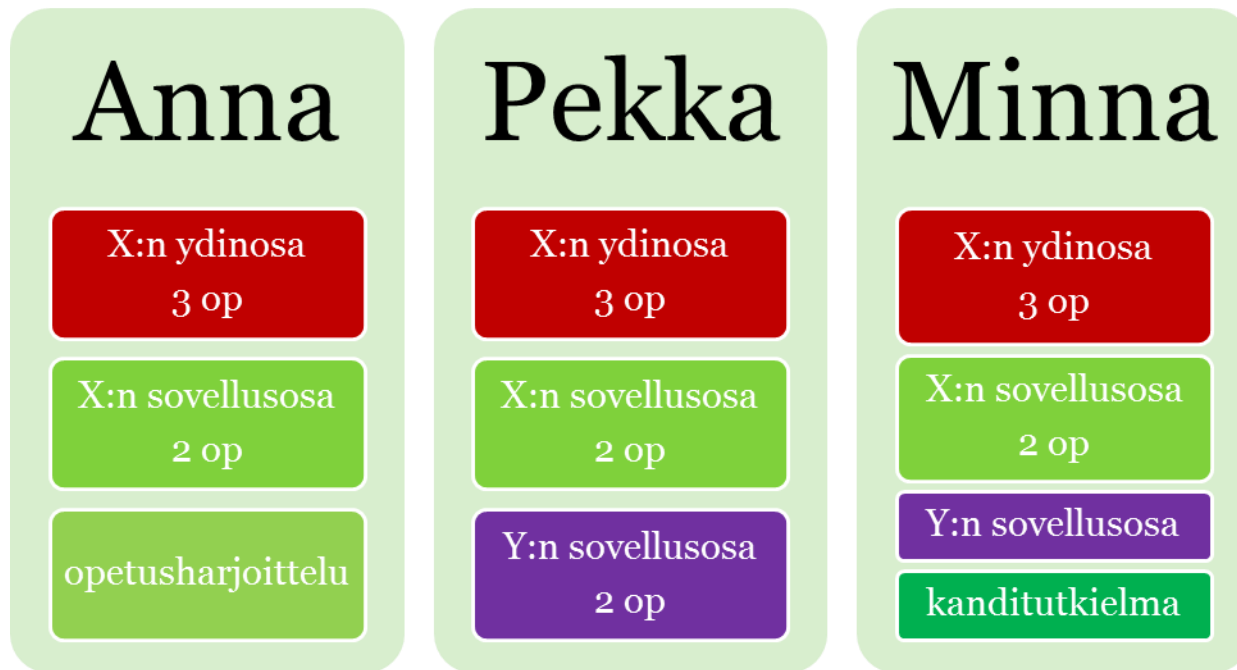 Anna
X:n ydinosa
3 op
X:n sovellusosa
2 op
opetusharjoittelu
Pekka
X:n ydinosa
3 op
X:n sovellusosa
2 op
Y:n sovellusosa
2 op
Minna
X:n ydinosa
3 op
X:n sovellusosa
2 op
Y:n sovellusosa
kanditutkielma